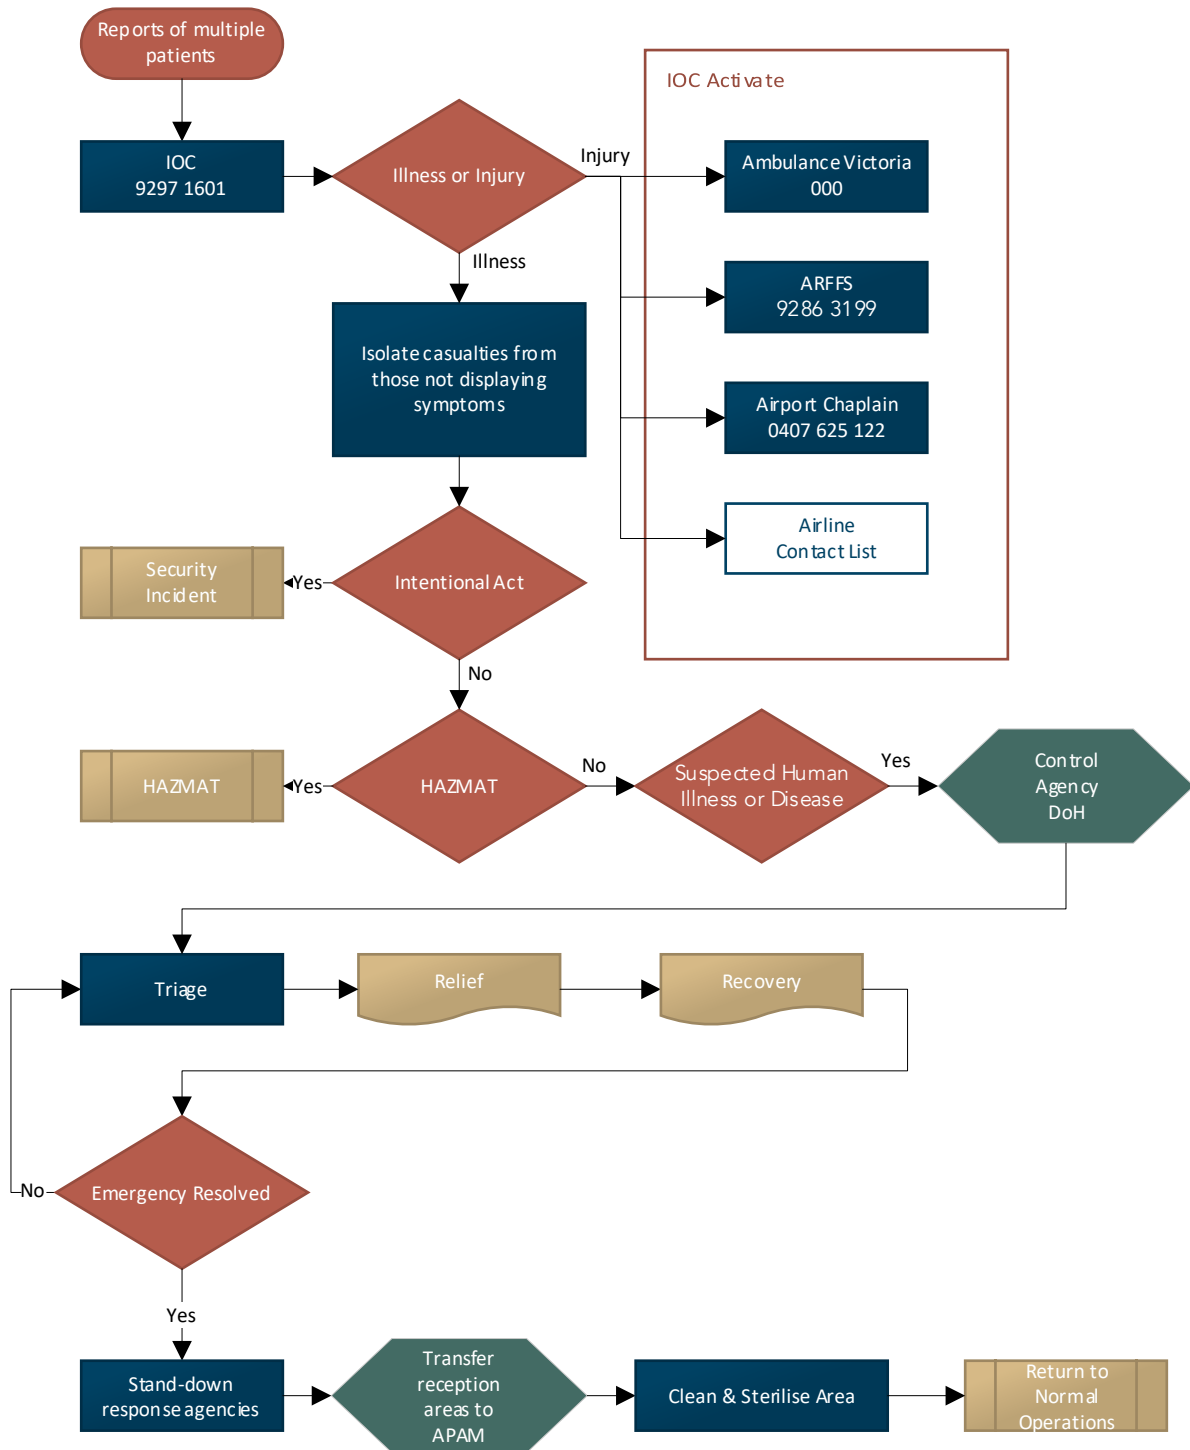 Reports of multiple
patients
IOC
9297 1601
Illness or Injury
Injury
Illness
IOC Activate
Ambulance Victoria
000
ARFFS
9286 3199
Airport Chaplain
0407 625 122
Airline
Contact List
Isolate casualties from
those not displaying
symptoms
Security
Incident
Yes
Intentional Act
No
HAZMAT
Yes
HAZMAT
No
Suspected Human
Illness or Disease
Yes
Control
Agency
DoH
Triage
Relief
Recovery
No
Emergency Resolved
Yes
Stand-down
response agencies
Transfer
reception
areas to
APAM
Clean & Sterilise Area
Return to
Normal
Operations